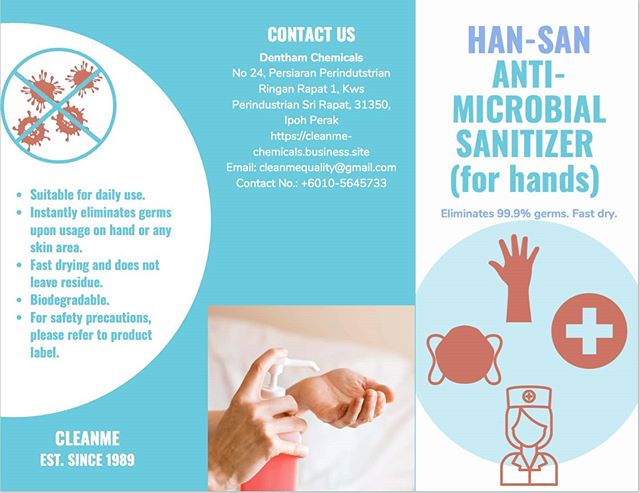 Suitable for daily use.
Instantly eliminates germs
upon usage on hand or any
skin area.
Fast drying and does not
leave residue.
Biodegradable.
For safety precautions,
please refer to product
label.
CLEANME
EST. SINCE 1989
CONTACT US
Dentham Chemicals
No 24, Persiaran Perindutstrian
Ringan Rapat 1, Kws
Perindustrian Sri Rapat, 31350,
Ipoh Perak
https://cleanme-
chemicals.business.site
Email: cleanmequality@gmail.com
Contact No.: +6010-5645733
HAN-SAN
ANTI-
MICROBIAL
SANITIZER
(for hands)
Eliminates 99.9% germs. Fast dry.